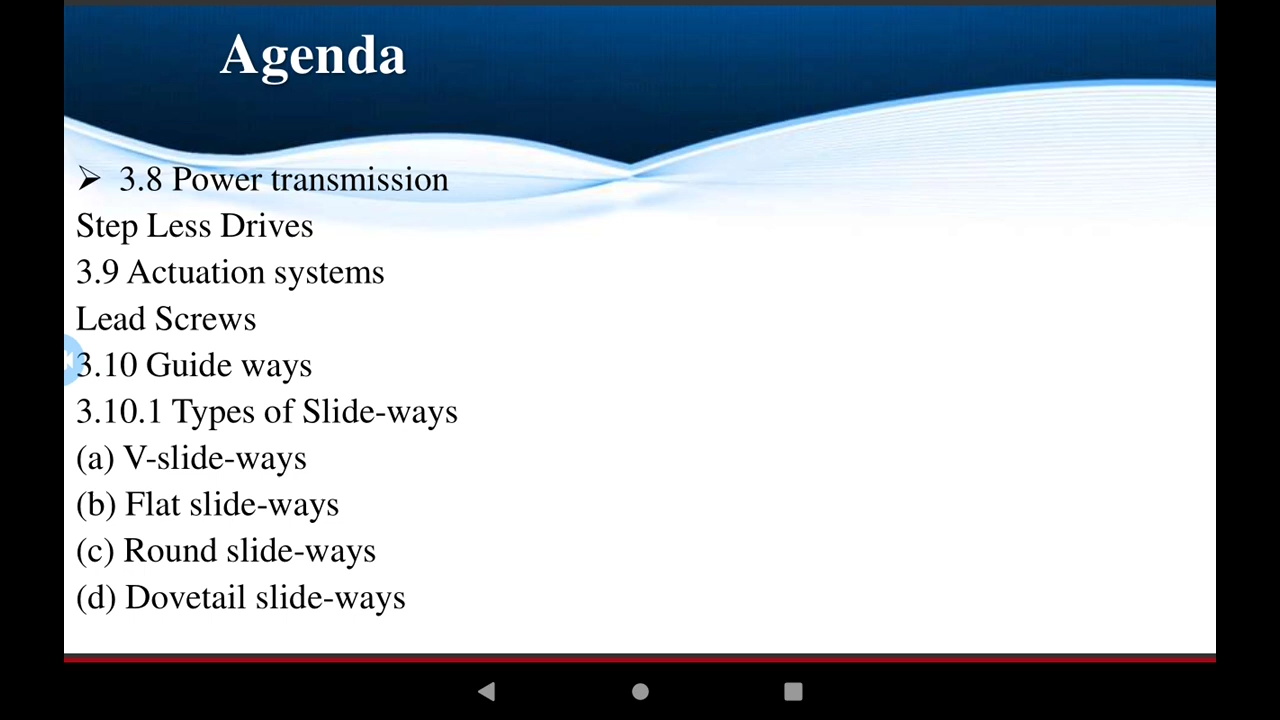 Agenda
➢ 3.8 Power transmission
Step Less Drives
3.9 Actuation systems
Lead Screws
3.10 Guide ways
3.10.1 Types of Slide-ways
(a) V-slide-ways
(b) Flat slide-ways
(c) Round slide-ways
(d) Dovetail slide-ways